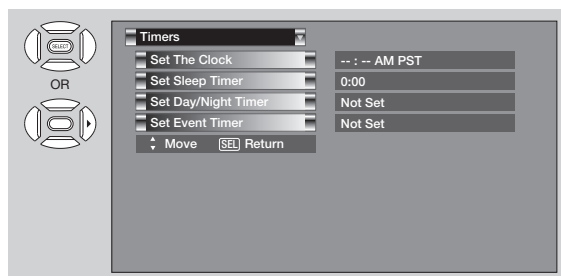 SELECT
OR
Timers
Set The Clock -- : -- AM PST
Set Sleep Timer 0:00
Set Day/Night Timer Not Set
Set Event Timer Not Set
Move SEL Return